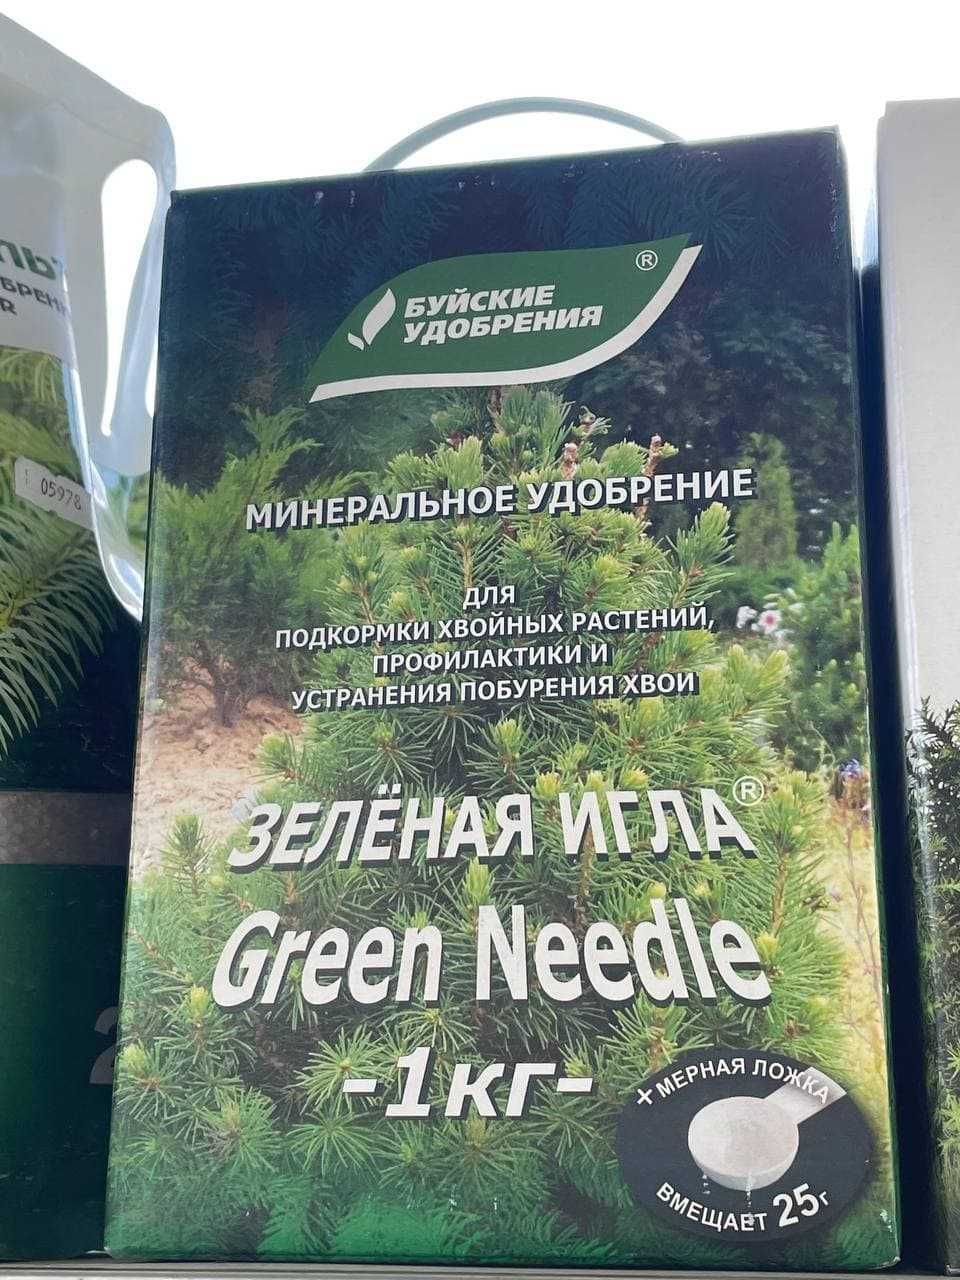 БУЙСКИЕ
УДОБРЕНИЯ
®
МИНЕРАЛЬНОЕ УДОБРЕНИЕ
ДЛЯ
ПОДКОРМКИ ХВОЙНЫХ РАСТЕНИЙ,
ПРОФИЛАКТИКИ И
УСТРАНЕНИЯ ПОБУРЕНИЯ ХВОИ
ЗЕЛЁНАЯ ИГЛА®
Green Needle
-1кг-
+ МЕРНАЯ ЛОЖКА
ВМЕЩАЕТ 25г
05978